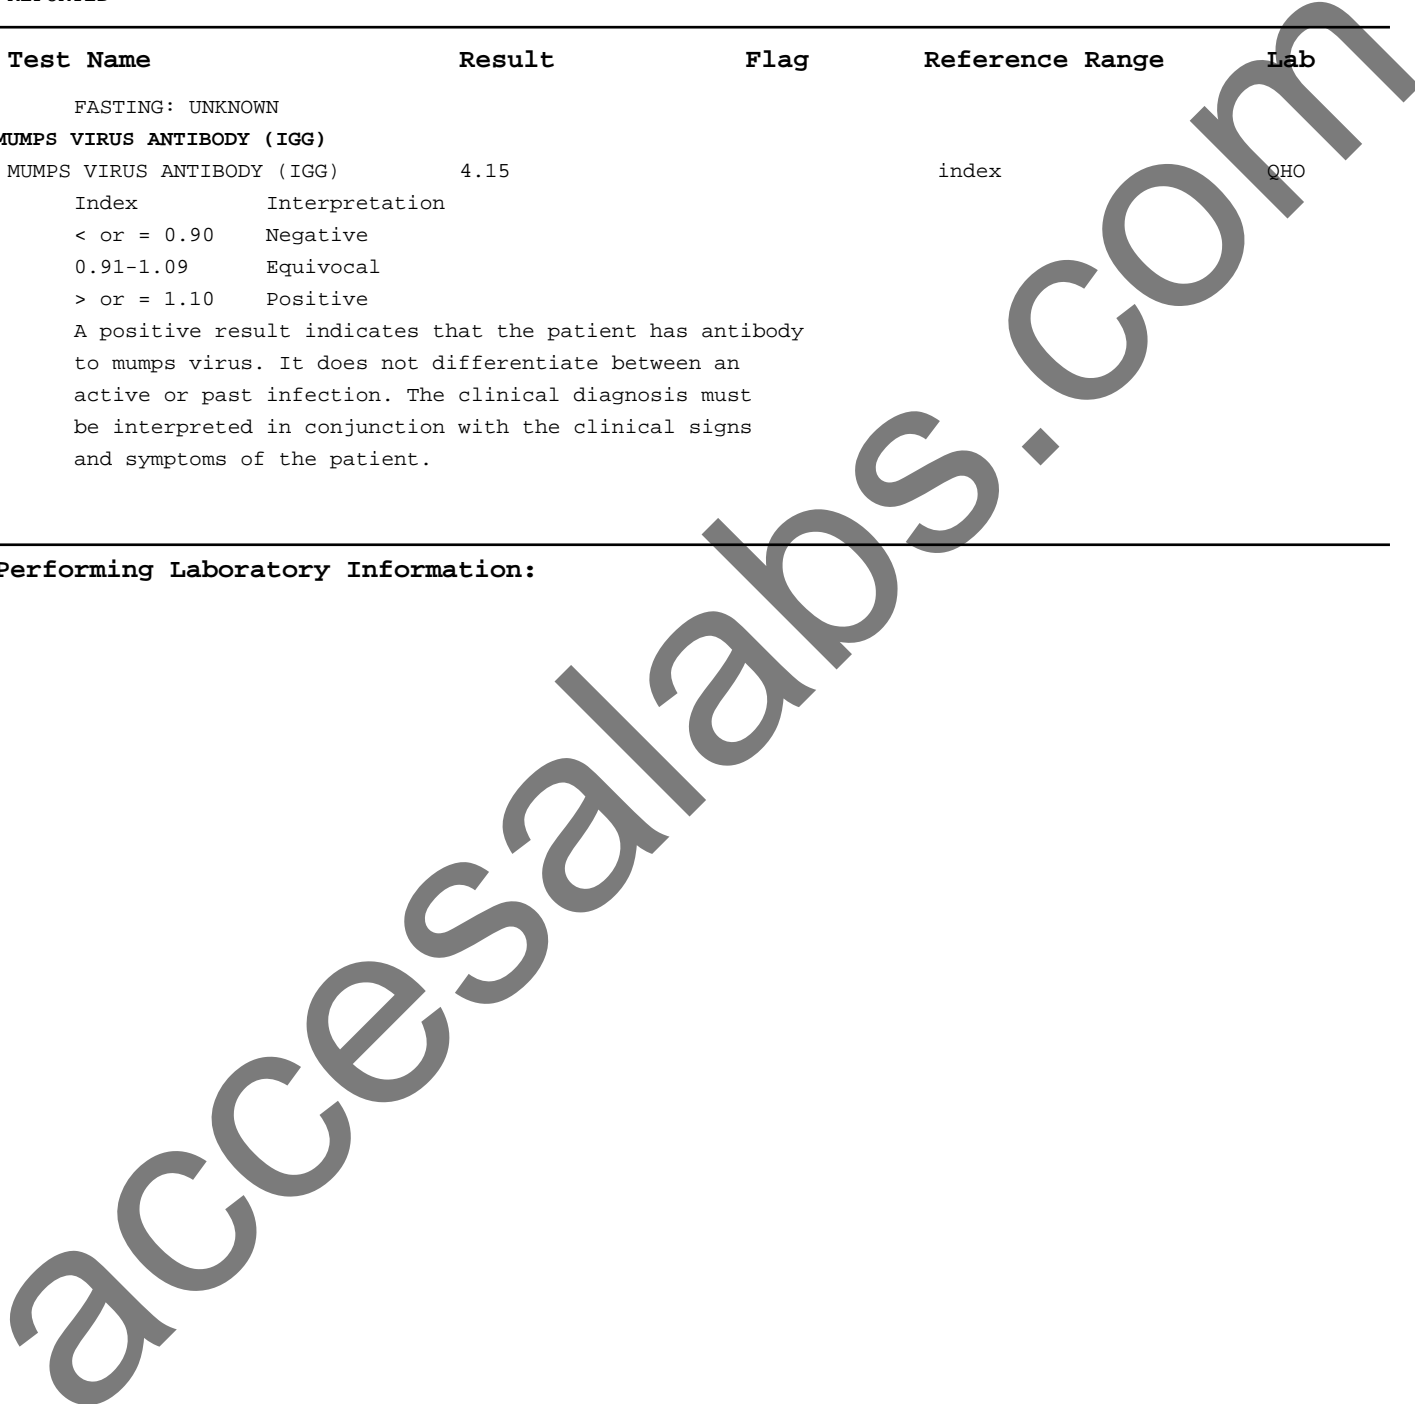 Test Name Result Flag Reference Range Lab
FASTING: UNKNOWN
MUMPS VIRUS ANTIBODY (IGG)
MUMPS VIRUS ANTIBODY (IGG) 4.15 index QHO
Index Interpretation
< or = 0.90 Negative
0.91-1.09 Equivocal
> or = 1.10 Positive
A positive result indicates that the patient has antibody
to mumps virus. It does not differentiate between an
active or past infection. The clinical diagnosis must
be interpreted in conjunction with the clinical signs
and symptoms of the patient.
Performing Laboratory Information:
accesalabs.com